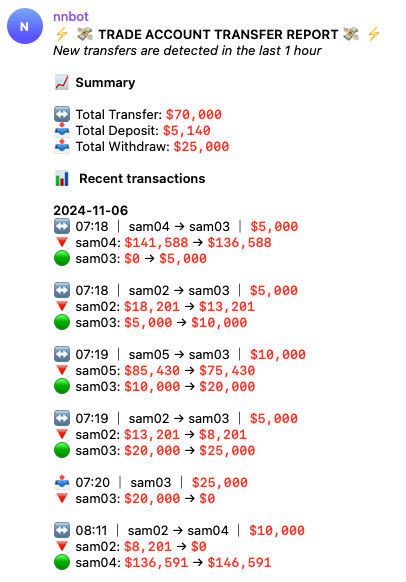 N
nnbot
⚡ 💸 TRADE ACCOUNT TRANSFER REPORT 💸 ⚡
New transfers are detected in the last 1 hour
📈 Summary
↔️ Total Transfer: $70,000
📥 Total Deposit: $5,140
📤 Total Withdraw: $25,000
📊 Recent transactions
2024-11-06
↔️ 07:18 | sam04 → sam03 | $5,000
🔻 sam04: $141,588 → $136,588
🟢 sam03: $0 → $5,000
↔️ 07:18 | sam02 → sam03 | $5,000
🔻 sam02: $18,201 → $13,201
🟢 sam03: $5,000 → $10,000
↔️ 07:19 | sam05 → sam03 | $10,000
🔻 sam05: $85,430 → $75,430
🟢 sam03: $10,000 → $20,000
↔️ 07:19 | sam02 → sam03 | $5,000
🔻 sam02: $13,201 → $8,201
🟢 sam03: $20,000 → $25,000
📤 07:20 | sam03 | $25,000
🔻 sam03: $20,000 → $0
↔️ 08:11 | sam02 → sam04 | $10,000
🔻 sam02: $8,201 → $0
🟢 sam04: $136,591 → $146,591